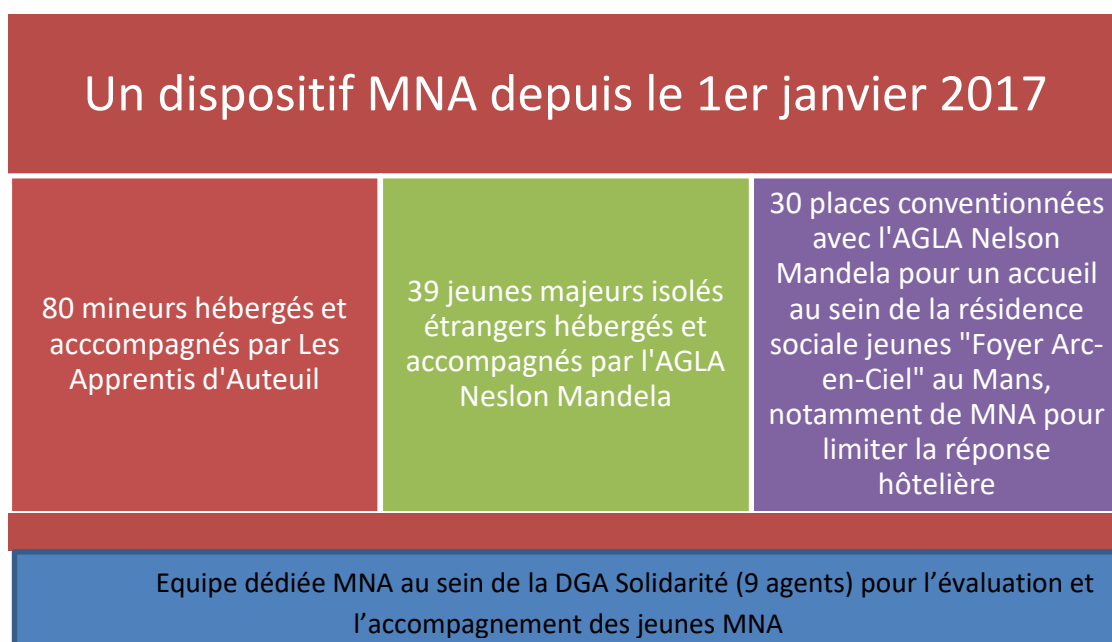 Un dispositif MNA depuis le 1er janvier 2017
80 mineurs hébergés et
acccompagnés par Les
Apprentis d'Auteuil
39 jeunes majeurs isolés
étrangers hébergés et
accompagnés par l'AGLA
Neslon Mandela
30 places conventionnées
avec l'AGLA Nelson
Mandela pour un accueil
au sein de la résidence
sociale jeunes "Foyer Arc-
en-Ciel" au Mans,
notamment de MNA pour
limiter la réponse
hôtelière
Equipe dédiée MNA au sein de la DGA Solidarité (9 agents) pour l’évaluation et
l’accompagnement des jeunes MNA